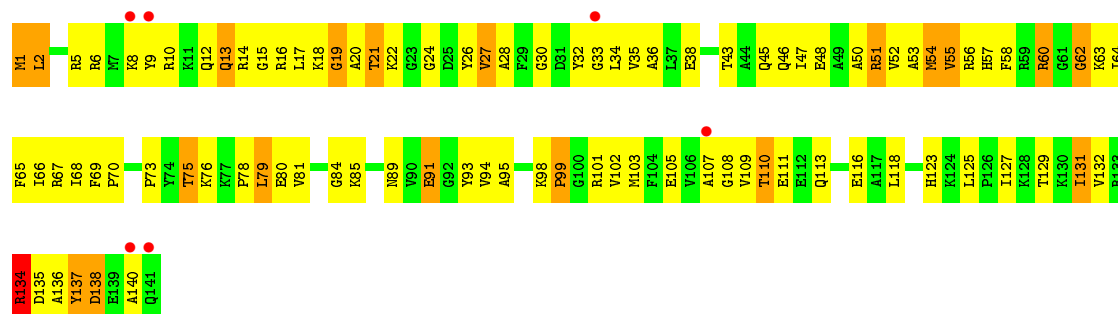 M1 L2 R5 R6 M7 K8 Y9 R10 K11 Q12 Q13 R14 G15 R16 L17 K18 G19 A20 T21 K22 G23 G24 D25 Y26 V27 A28 F29 G30 D31 Y32 G33 L34 V35 A36 L37 E38 T43 A44 Q45 Q46 I47 E48 A49 A50 R51 V52 A53 M54 V55 R56 H57 F58 R59 R60 G61 G62 K63 I64
F65 I66 R67 I68 F69 P70 P73 Y74 T75 K76 K77 P78 L79 E80 V81 G84 K85 N89 V90 E91 G92 Y93 V94 A95 K98 P99 G100 R101 V102 M103 F104 E105 V106 A107 G108 V109 T110 E111 E112 Q113 E116 A117 L118 H123 K124 L125 P126 I127 K128 T129 K130 I131 V132 R133
R134 D135 A136 Y137 D138 E139 A140 Q141